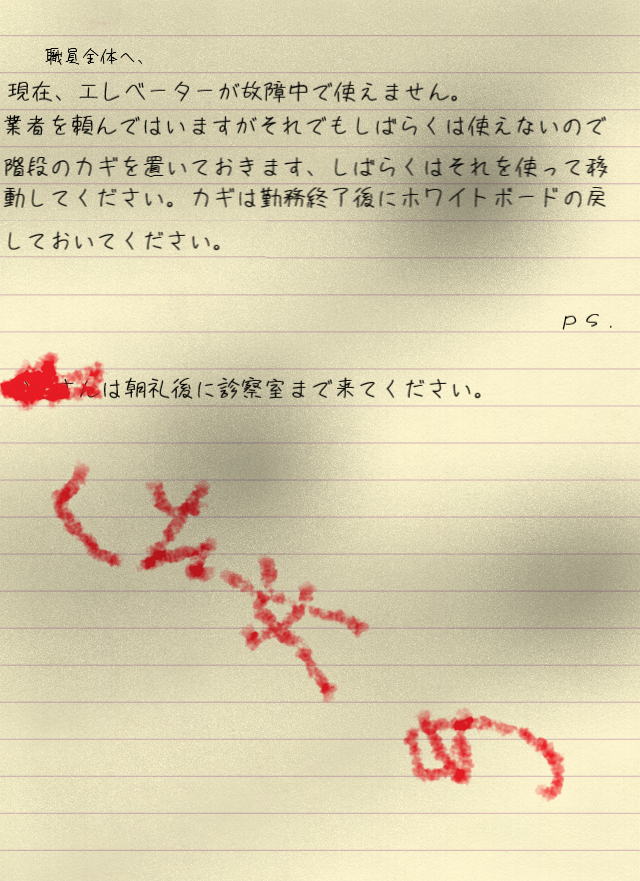 職員全体へ、
現在、エレベーターが故障中で使えません。
業者を頼んではいますがそれでもしばらくは使えないので
階段のカギを置いておきます、しばらくはそれを使って移
動してください。カギは勤務終了後にホワイトボードの戻
しておいてください。
PS.
さんは朝礼後に診察室まで来てください。